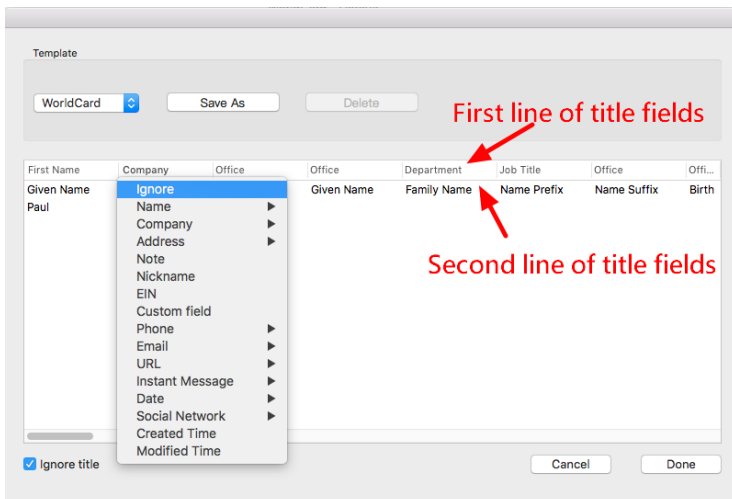 Template
WorldCard Save As Delete
First line of title fields
First Name Company Office Office Department Job Title Office Offi...
Given Name Ignore Given Name Family Name Name Prefix Name Suffix Birth
Paul Name
Company
Address
Second line of title fields
Note
Nickname
EIN
Custom field
Phone
Email
URL
Instant Message
Date
Social Network
Created Time
Modified Time
Ignore title Cancel Done